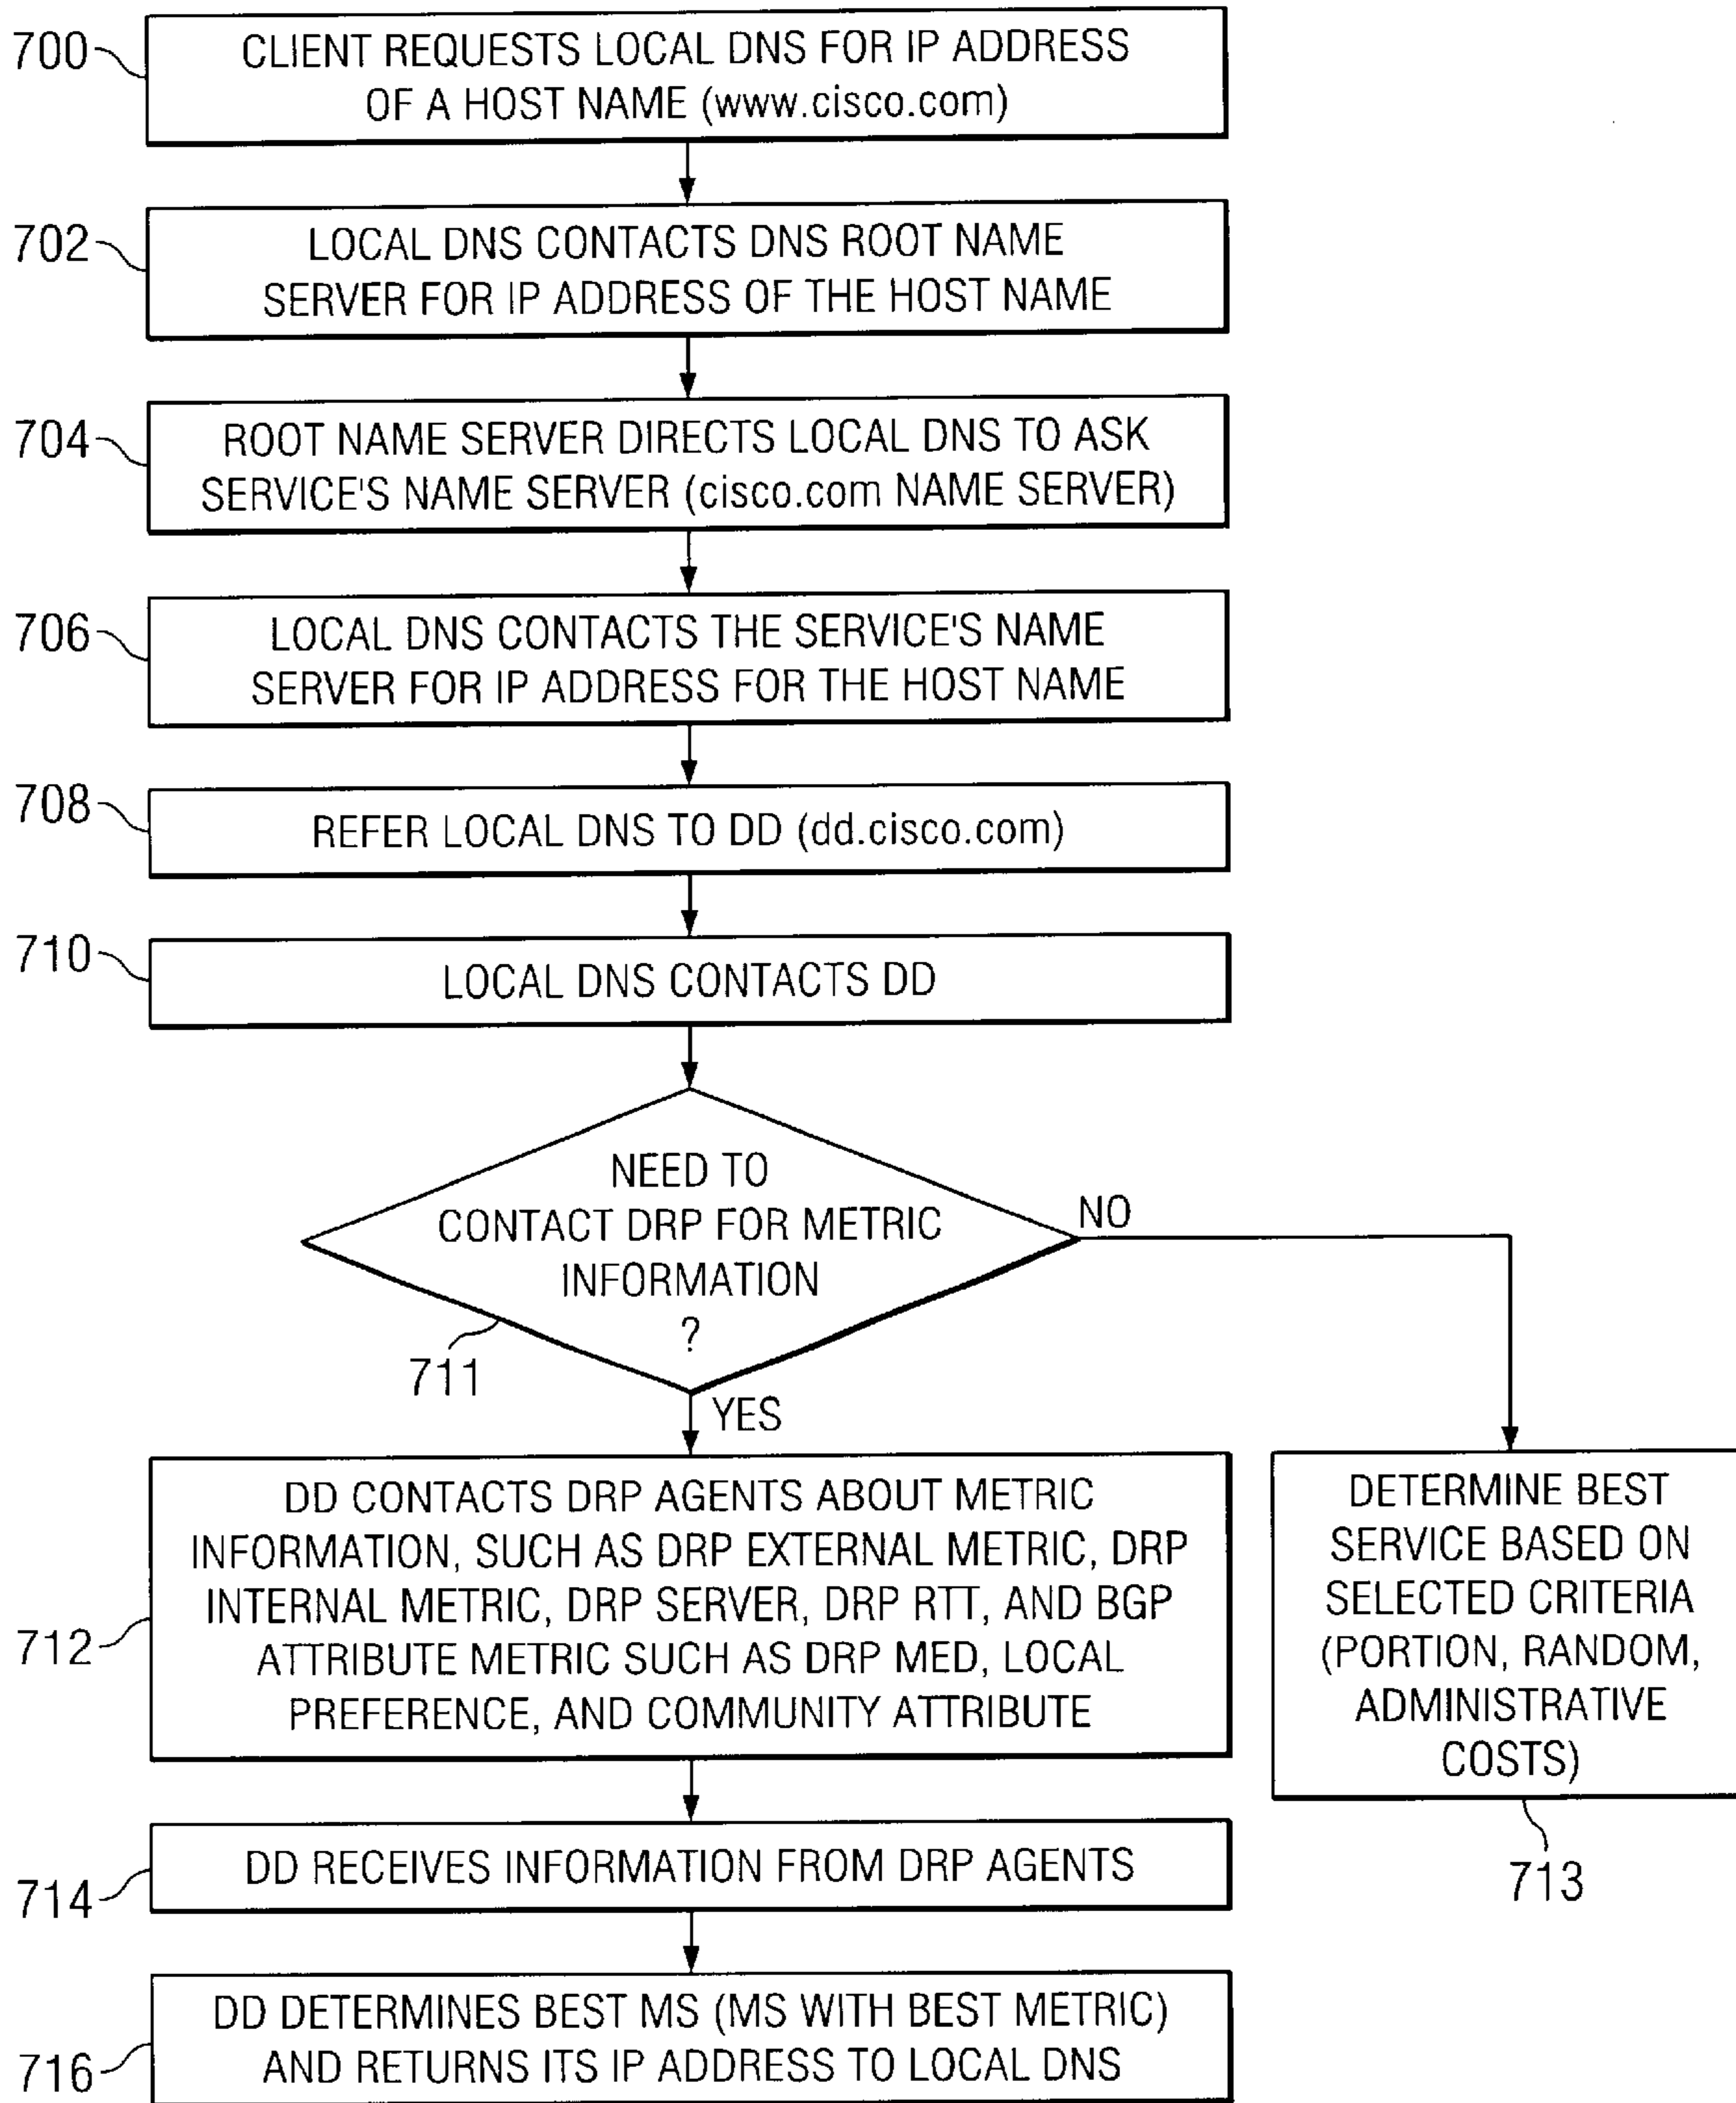 700
CLIENT REQUESTS LOCAL DNS FOR IP ADDRESS
OF A HOST NAME (www.cisco.com)
702
LOCAL DNS CONTACTS DNS ROOT NAME
SERVER FOR IP ADDRESS OF THE HOST NAME
704
ROOT NAME SERVER DIRECTS LOCAL DNS TO ASK
SERVICE'S NAME SERVER (cisco.com NAME SERVER)
706
LOCAL DNS CONTACTS THE SERVICE'S NAME
SERVER FOR IP ADDRESS FOR THE HOST NAME
708
REFER LOCAL DNS TO DD (dd.cisco.com)
710
LOCAL DNS CONTACTS DD
NEED TO
CONTACT DRP FOR METRIC
INFORMATION
?
711
NO
YES
712
DD CONTACTS DRP AGENTS ABOUT METRIC
INFORMATION, SUCH AS DRP EXTERNAL METRIC, DRP
INTERNAL METRIC, DRP SERVER, DRP RTT, AND BGP
ATTRIBUTE METRIC SUCH AS DRP MED, LOCAL
PREFERENCE, AND COMMUNITY ATTRIBUTE
DETERMINE BEST
SERVICE BASED ON
SELECTED CRITERIA
(PORTION, RANDOM,
ADMINISTRATIVE
COSTS)
713
714
DD RECEIVES INFORMATION FROM DRP AGENTS
716
DD DETERMINES BEST MS (MS WITH BEST METRIC)
AND RETURNS ITS IP ADDRESS TO LOCAL DNS